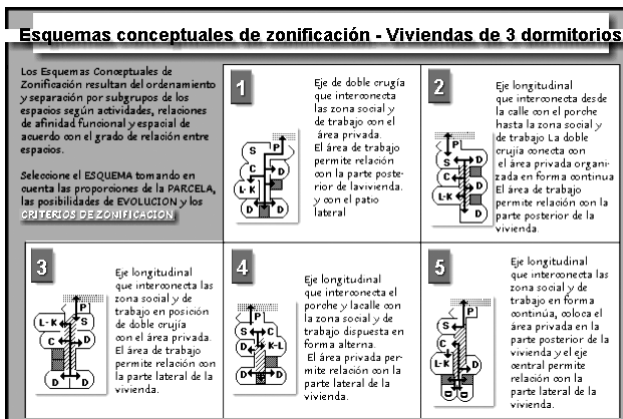 Esquemas conceptuales de zonificación - Viviendas de 3 dormitorios
Los Esquemas Conceptuales de
Zonificación resultan del ordenamiento
y separación por subgrupos de los
espacios según actividades, relaciones
de afinidad funcional y espacial de
acuerdo con el grado de relación entre
espacios.
Seleccione el ESQUEMA tomando en
cuenta las proporciones de la PARCELA,
las posibilidades de EVOLUCION y los
CRITERIOS DE ZONIFICACION
1
Eje de doble crugía
que interconecta
las zona social y
de trabajo con el
área privada.
El área de trabajo
permite relación
con la parte poste-
rior de lavivienda.
y con el patio
lateral
P
S
C
D
L-K
D
D
2
Eje longitudinal
que interconecta desde
la calle con el porche
hasta la zona social y
de trabajo La doble
crujía conecta con
el área privada organi-
zada en forma continua
El área de trabajo
permite relación con la
parte posterior de la
vivienda.
P
S
D
C
D
L-K
D
3
Eje longitudinal
que interconecta las
zona social y de
trabajo en posición
de doble crujía
con el área privada.
El área de trabajo
permite relación con
la parte lateral de la
vivienda.
P
L-K
S
C
D
D
D
4
Eje longitudinal
que interconecta el
porche y lacalle con
la zona social y de
trabajo dispuesta en
forma alterna.
El área privada per-
mite relación con la
parte lateral de la
vivienda.
P
S
C
D
K-L
D
D
5
Eje longitudinal
que interconecta las
zona social y de
trabajo en forma
continúa, coloca el
área privada en la
parte posterior de la
vivienda y el eje
central permite
relación con la
parte lateral de la
vivienda.
P
S
C
L-K
D
D
D